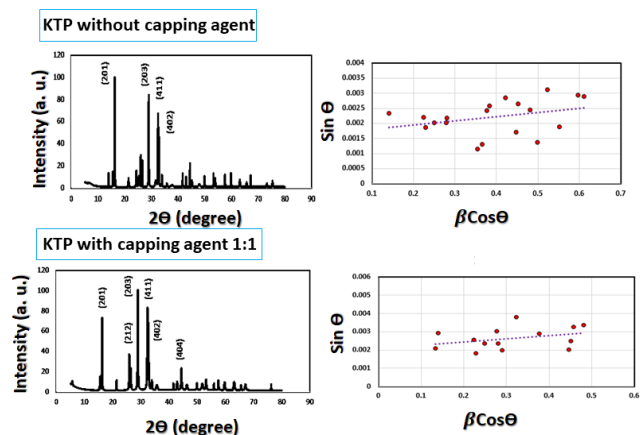 KTP without capping agent
Intensity (a. u.)
120
100
80
60
40
20
0
(201)
(203)
(411)
(402)
0 10 20 30 40 50 60 70 80 90
2Θ (degree)
Sin Θ
0.004
0.0035
0.003
0.0025
0.002
0.0015
0.001
0.0005
0
0.1 0.2 0.3 0.4 0.5 0.6 0.7
βCosΘ
KTP with capping agent 1:1
Intensity (a. u.)
120
100
80
60
40
20
0
(201)
(212)
(203)
(411)
(402)
(404)
0 10 20 30 40 50 60 70 80 90
2Θ (degree)
Sin Θ
0.006
0.005
0.004
0.003
0.002
0.001
0
0 0.1 0.2 0.3 0.4 0.5 0.6
βCosΘ